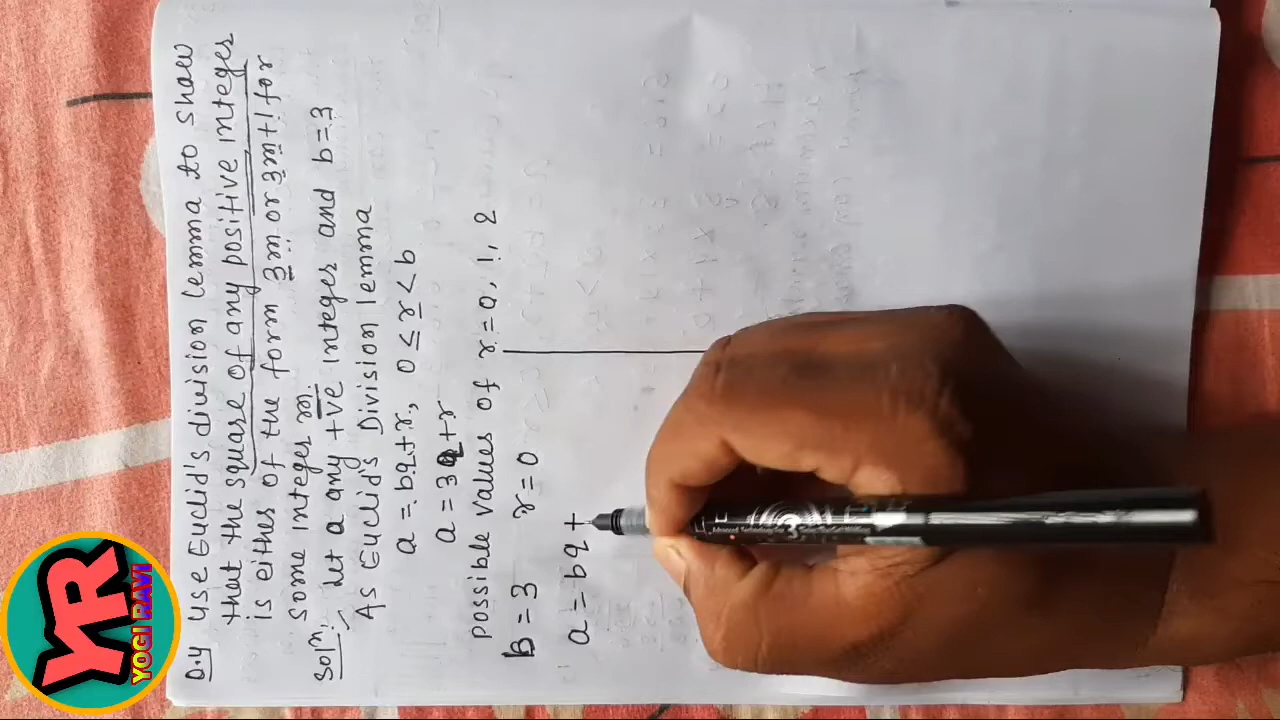 Q.4 Use Euclid's division lemma to show
that the square of any positive integer
is either of the form 3m or 3m+1 for
some integer m.
Soln, Let a any +ve integer and b=3
As Euclid's Division lemma
a = bq+r, 0 ≤ r < b
a = 3q+r
possible values of r=0, 1, 2
B = 3 r=0
a = bq +
YR
YOGI RAVI